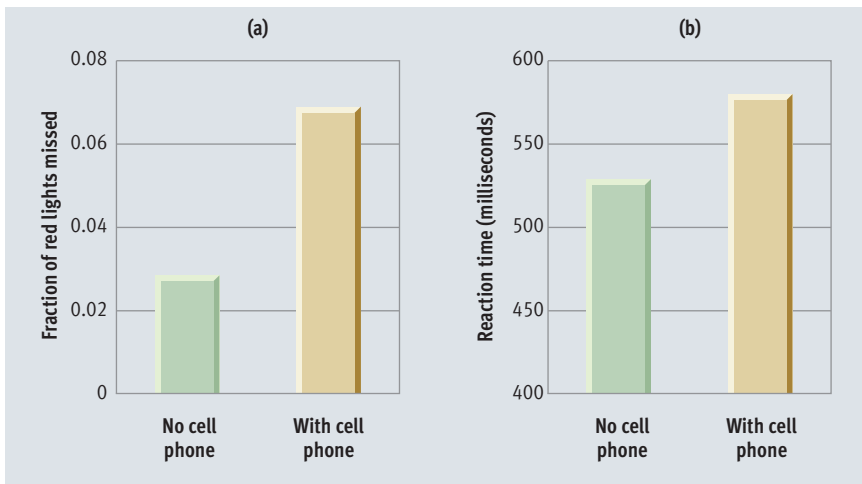 (a)
Fraction of red lights missed
0.08
0.06
0.04
0.02
0
No cell
phone
With cell
phone
(b)
Reaction time (milliseconds)
600
550
500
450
400
No cell
phone
With cell
phone